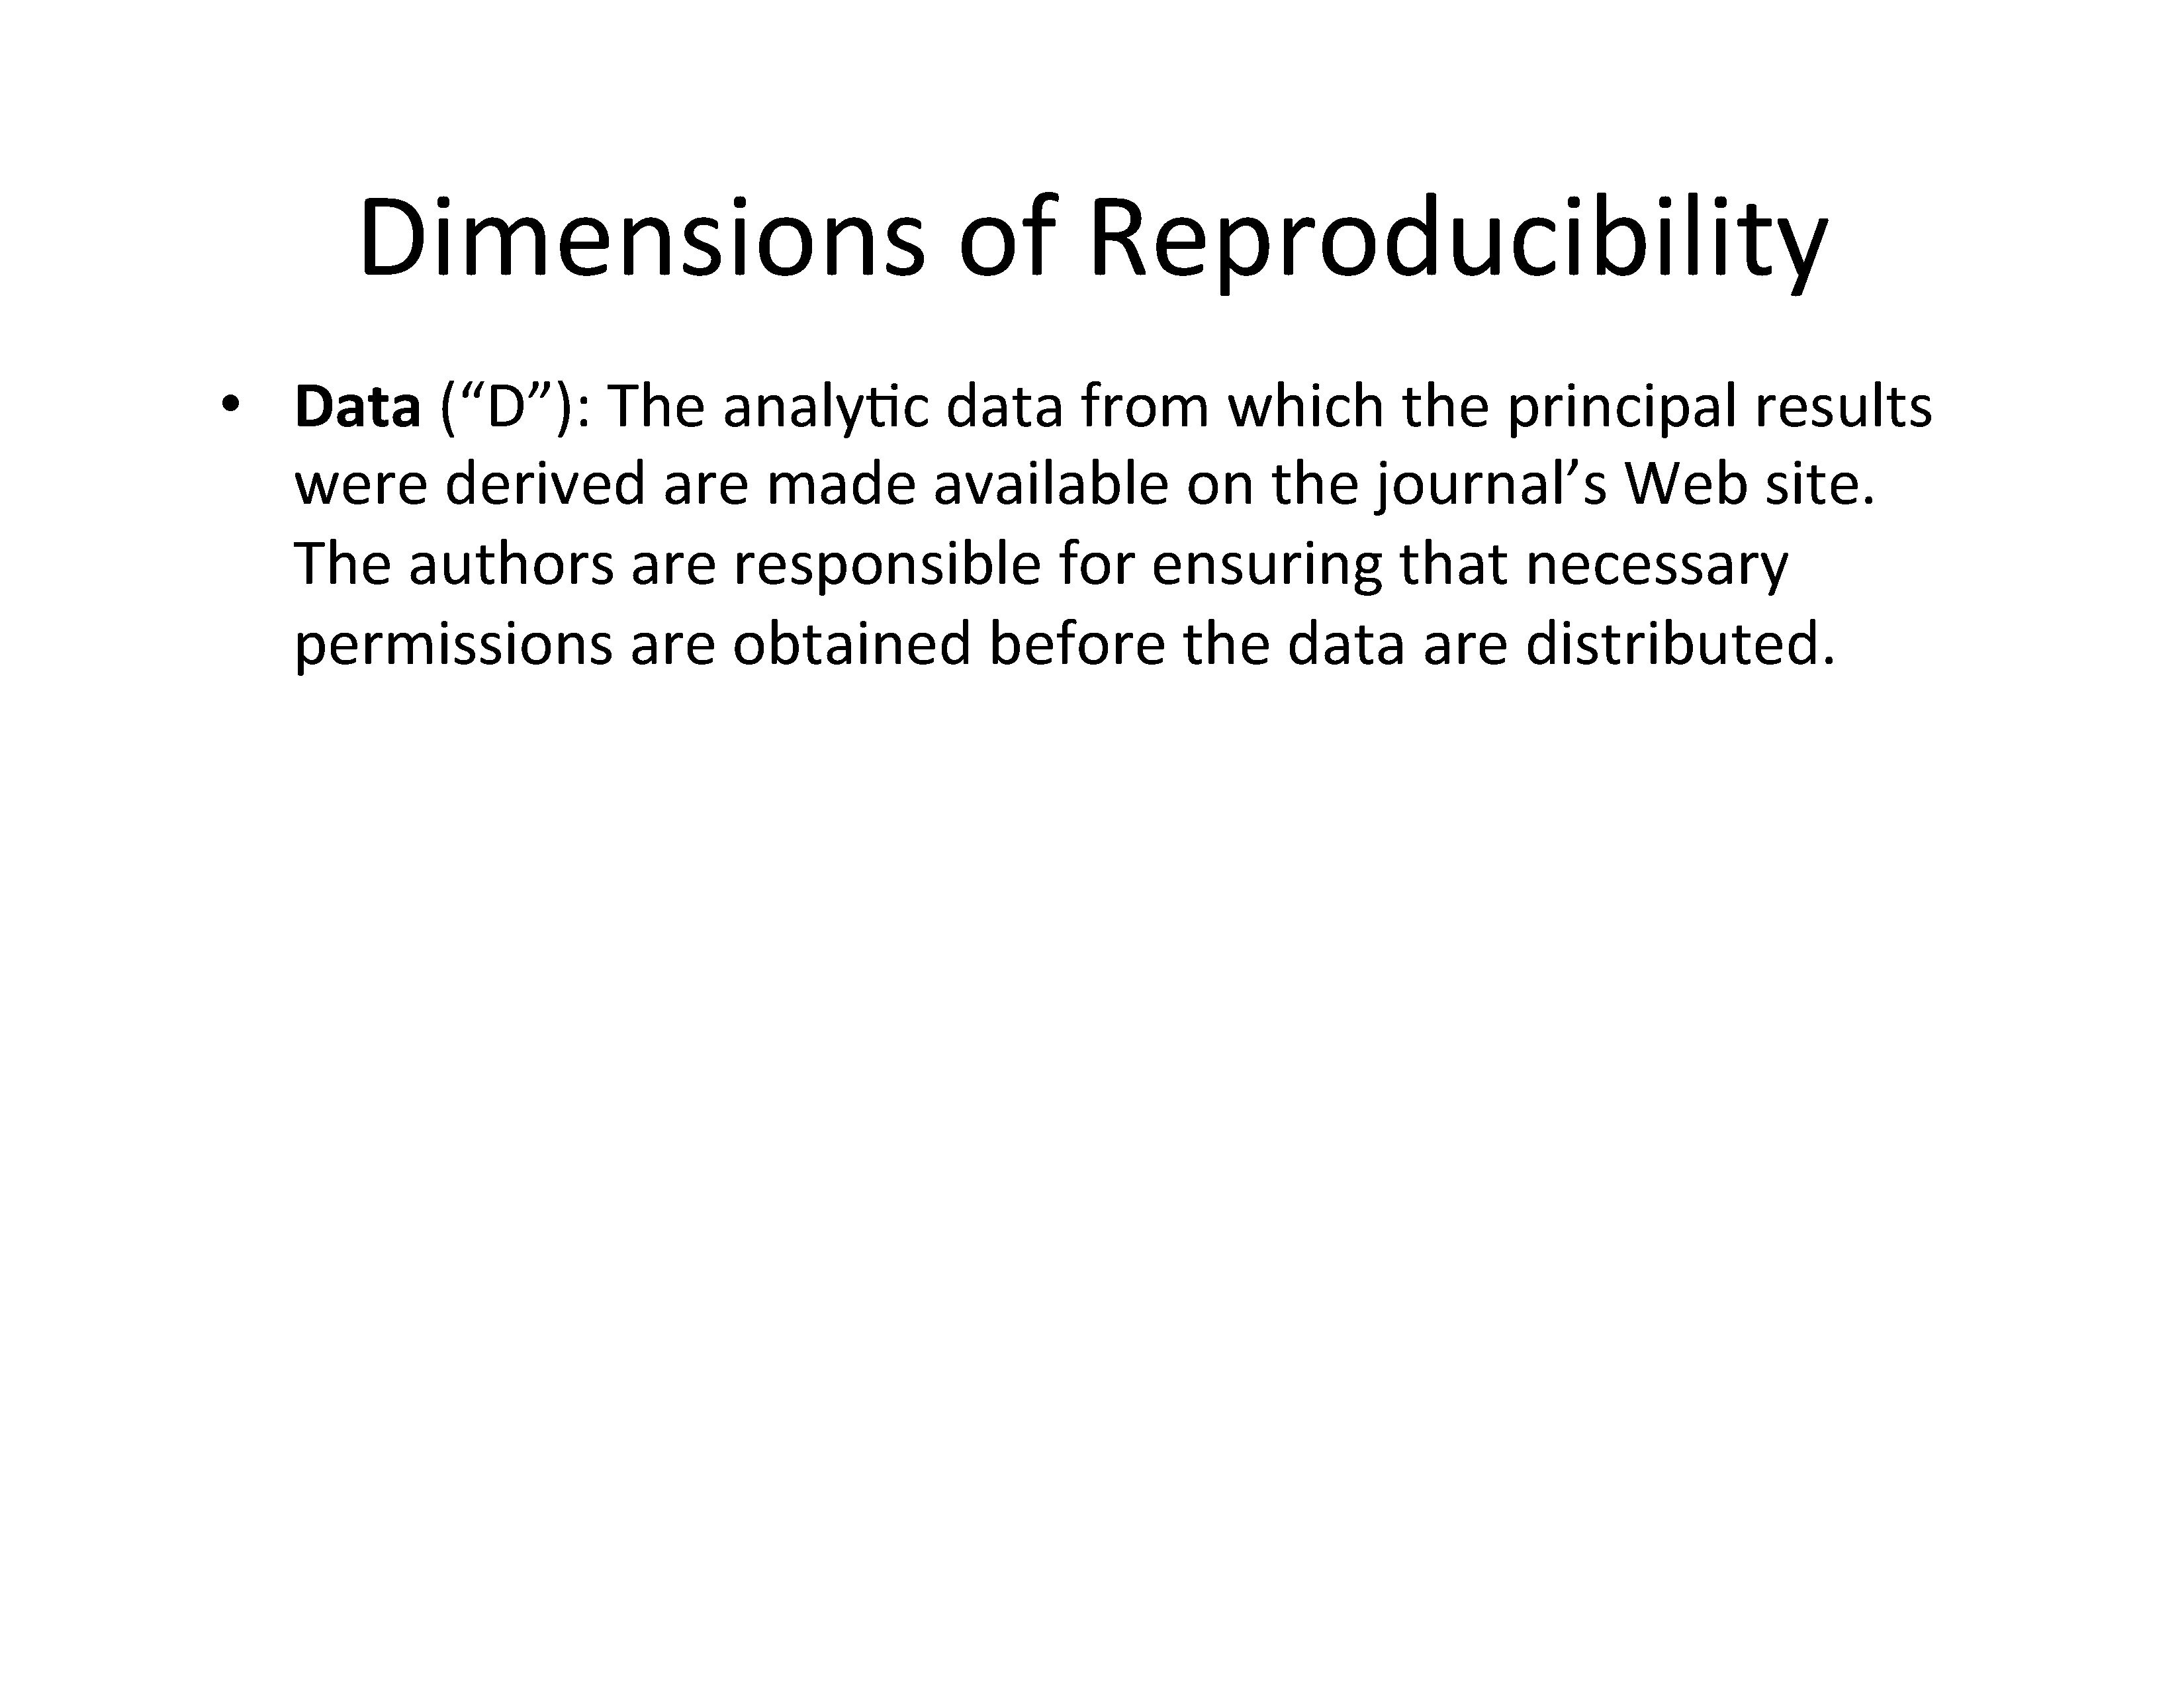 Dimensions of Reproducibility
• Data (“D”): The analytic data from which the principal results
were derived are made available on the journal’s Web site.
The authors are responsible for ensuring that necessary
permissions are obtained before the data are distributed.